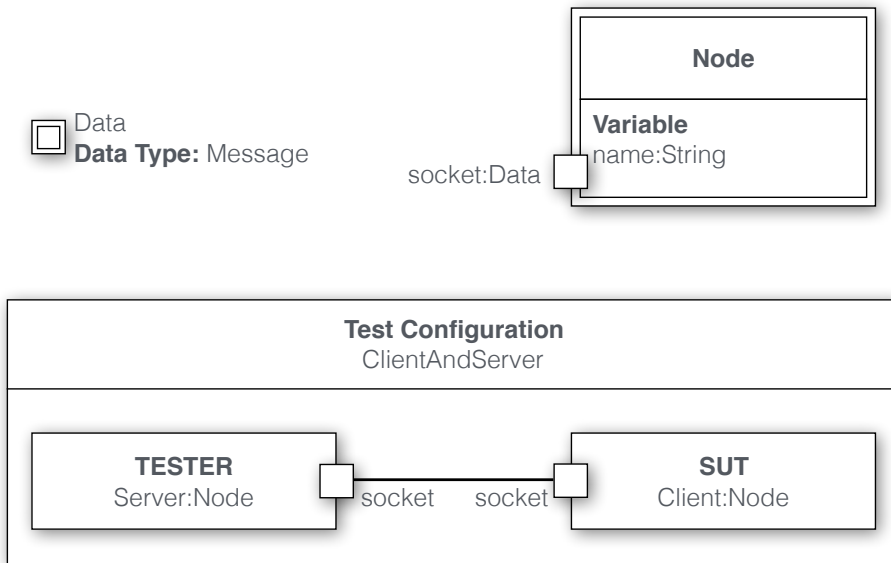 Node
Data
Data Type: Message
Variable
name:String
socket:Data
Test Configuration
ClientAndServer
TESTER
Server:Node
socket
socket
SUT
Client:Node